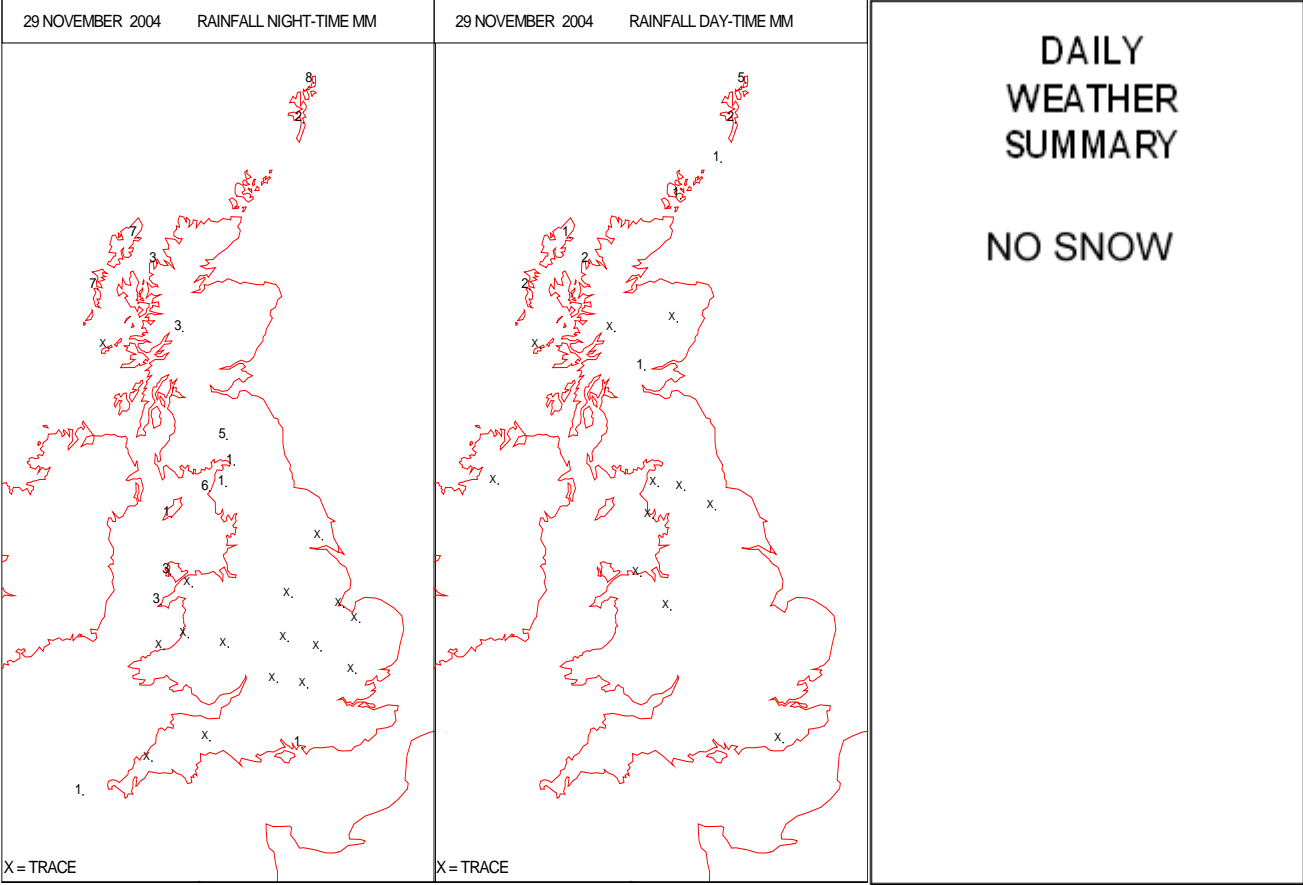 29 NOVEMBER 2004 RAINFALL NIGHT-TIME MM
8
2.
7
3
7
3.
X.
5.
1.
1.
6
1
X.
3
X.
X.
3
X.
X.
X.
X.
X.
X.
X.
X.
X.
X.
X.
1
X.
1.
X = TRACE
29 NOVEMBER 2004 RAINFALL DAY-TIME MM
5
2.
1.
1
1
2
2
X.
X.
X.
1.
X.
X.
X.
X.
X.
X.
X.
X.
X = TRACE
DAILY
WEATHER
SUMMARY
NO SNOW